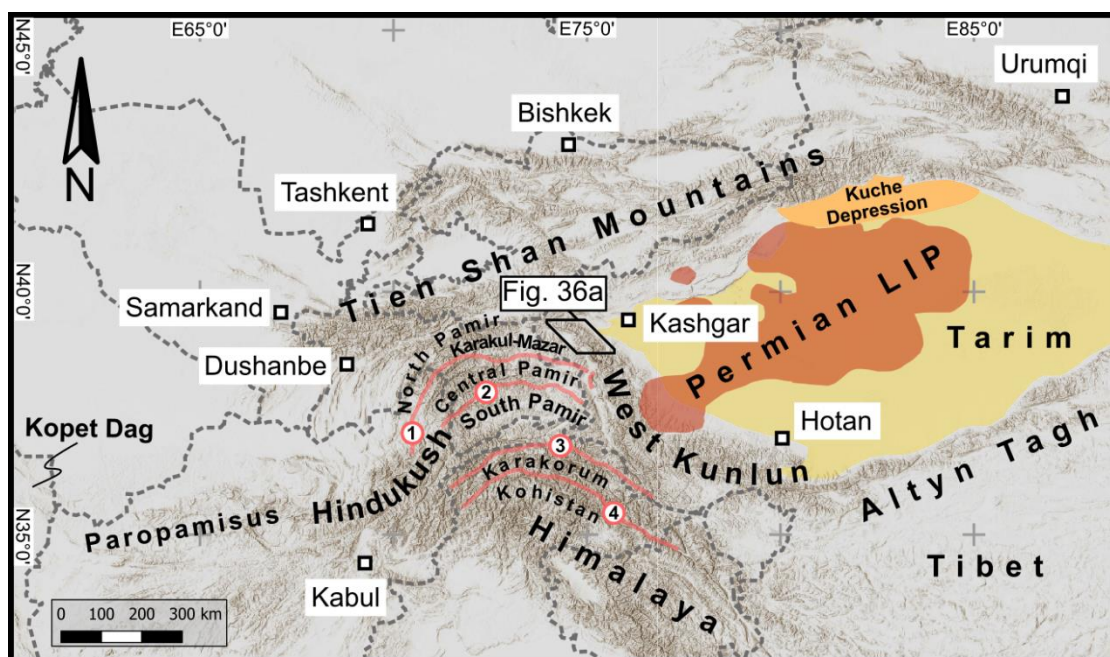 E65°0'
E75°0'
E85°0'
N45°0'
N40°0'
N35°0'
N
Urumqi
Bishkek
Tashkent
Tien Shan Mountains
Kuche
Depression
Permian LIP
Tarim
Samarkand
Fig. 36a
Kashgar
Dushanbe
North Pamir
Karakul-Mazar
Central Pamir
South Pamir
1
2
3
4
West Kunlun
Hotan
Altyn Tagh
Kopet Dag
Paropamisus
Hindukush
Karakorum
Kohistan
Himalaya
Tibet
Kabul
0 100 200 300 km